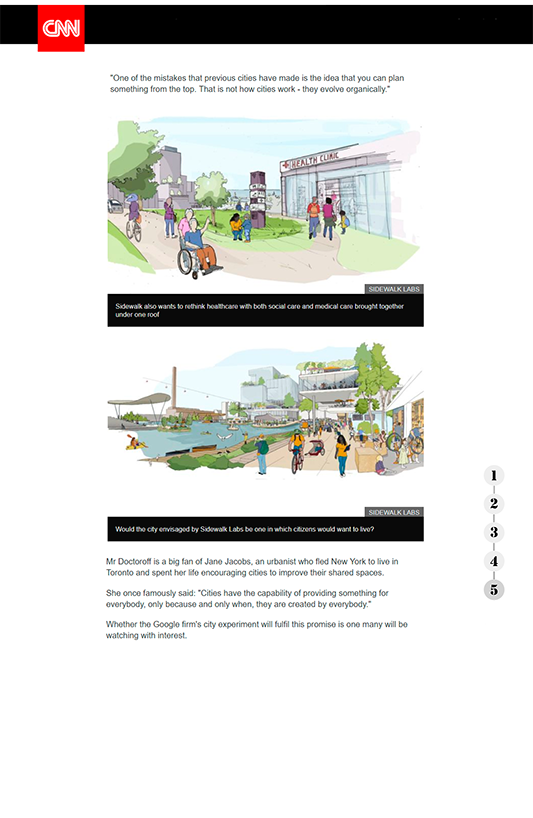 CNN
"One of the mistakes that previous cities have made is the idea that you can plan
something from the top. That is not how cities work - they evolve organically."
HEALTH CLINIC
SIDEWALK LABS
Sidewalk also wants to rethink healthcare with both social care and medical care brought together
under one roof
SIDEWALK LABS
Would the city envisaged by Sidewalk Labs be one in which citizens would want to live?
1
2
3
4
5
Mr Doctoroff is a big fan of Jane Jacobs, an urbanist who fled New York to live in
Toronto and spent her life encouraging cities to improve their shared spaces.
She once famously said: "Cities have the capability of providing something for
everybody, only because and only when, they are created by everybody."
Whether the Google firm's city experiment will fulfil this promise is one many will be
watching with interest.